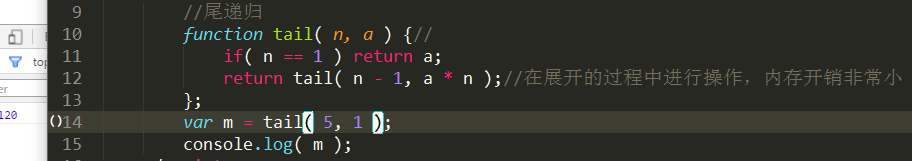 top
120
9 //尾递归
10 function tail( n, a ) {//
11 if( n == 1 ) return a;
12 return tail( n - 1, a * n );//在展开的过程中进行操作，内存开销非常小
13 };
14 var m = tail( 5, 1 );
15 console.log( m );